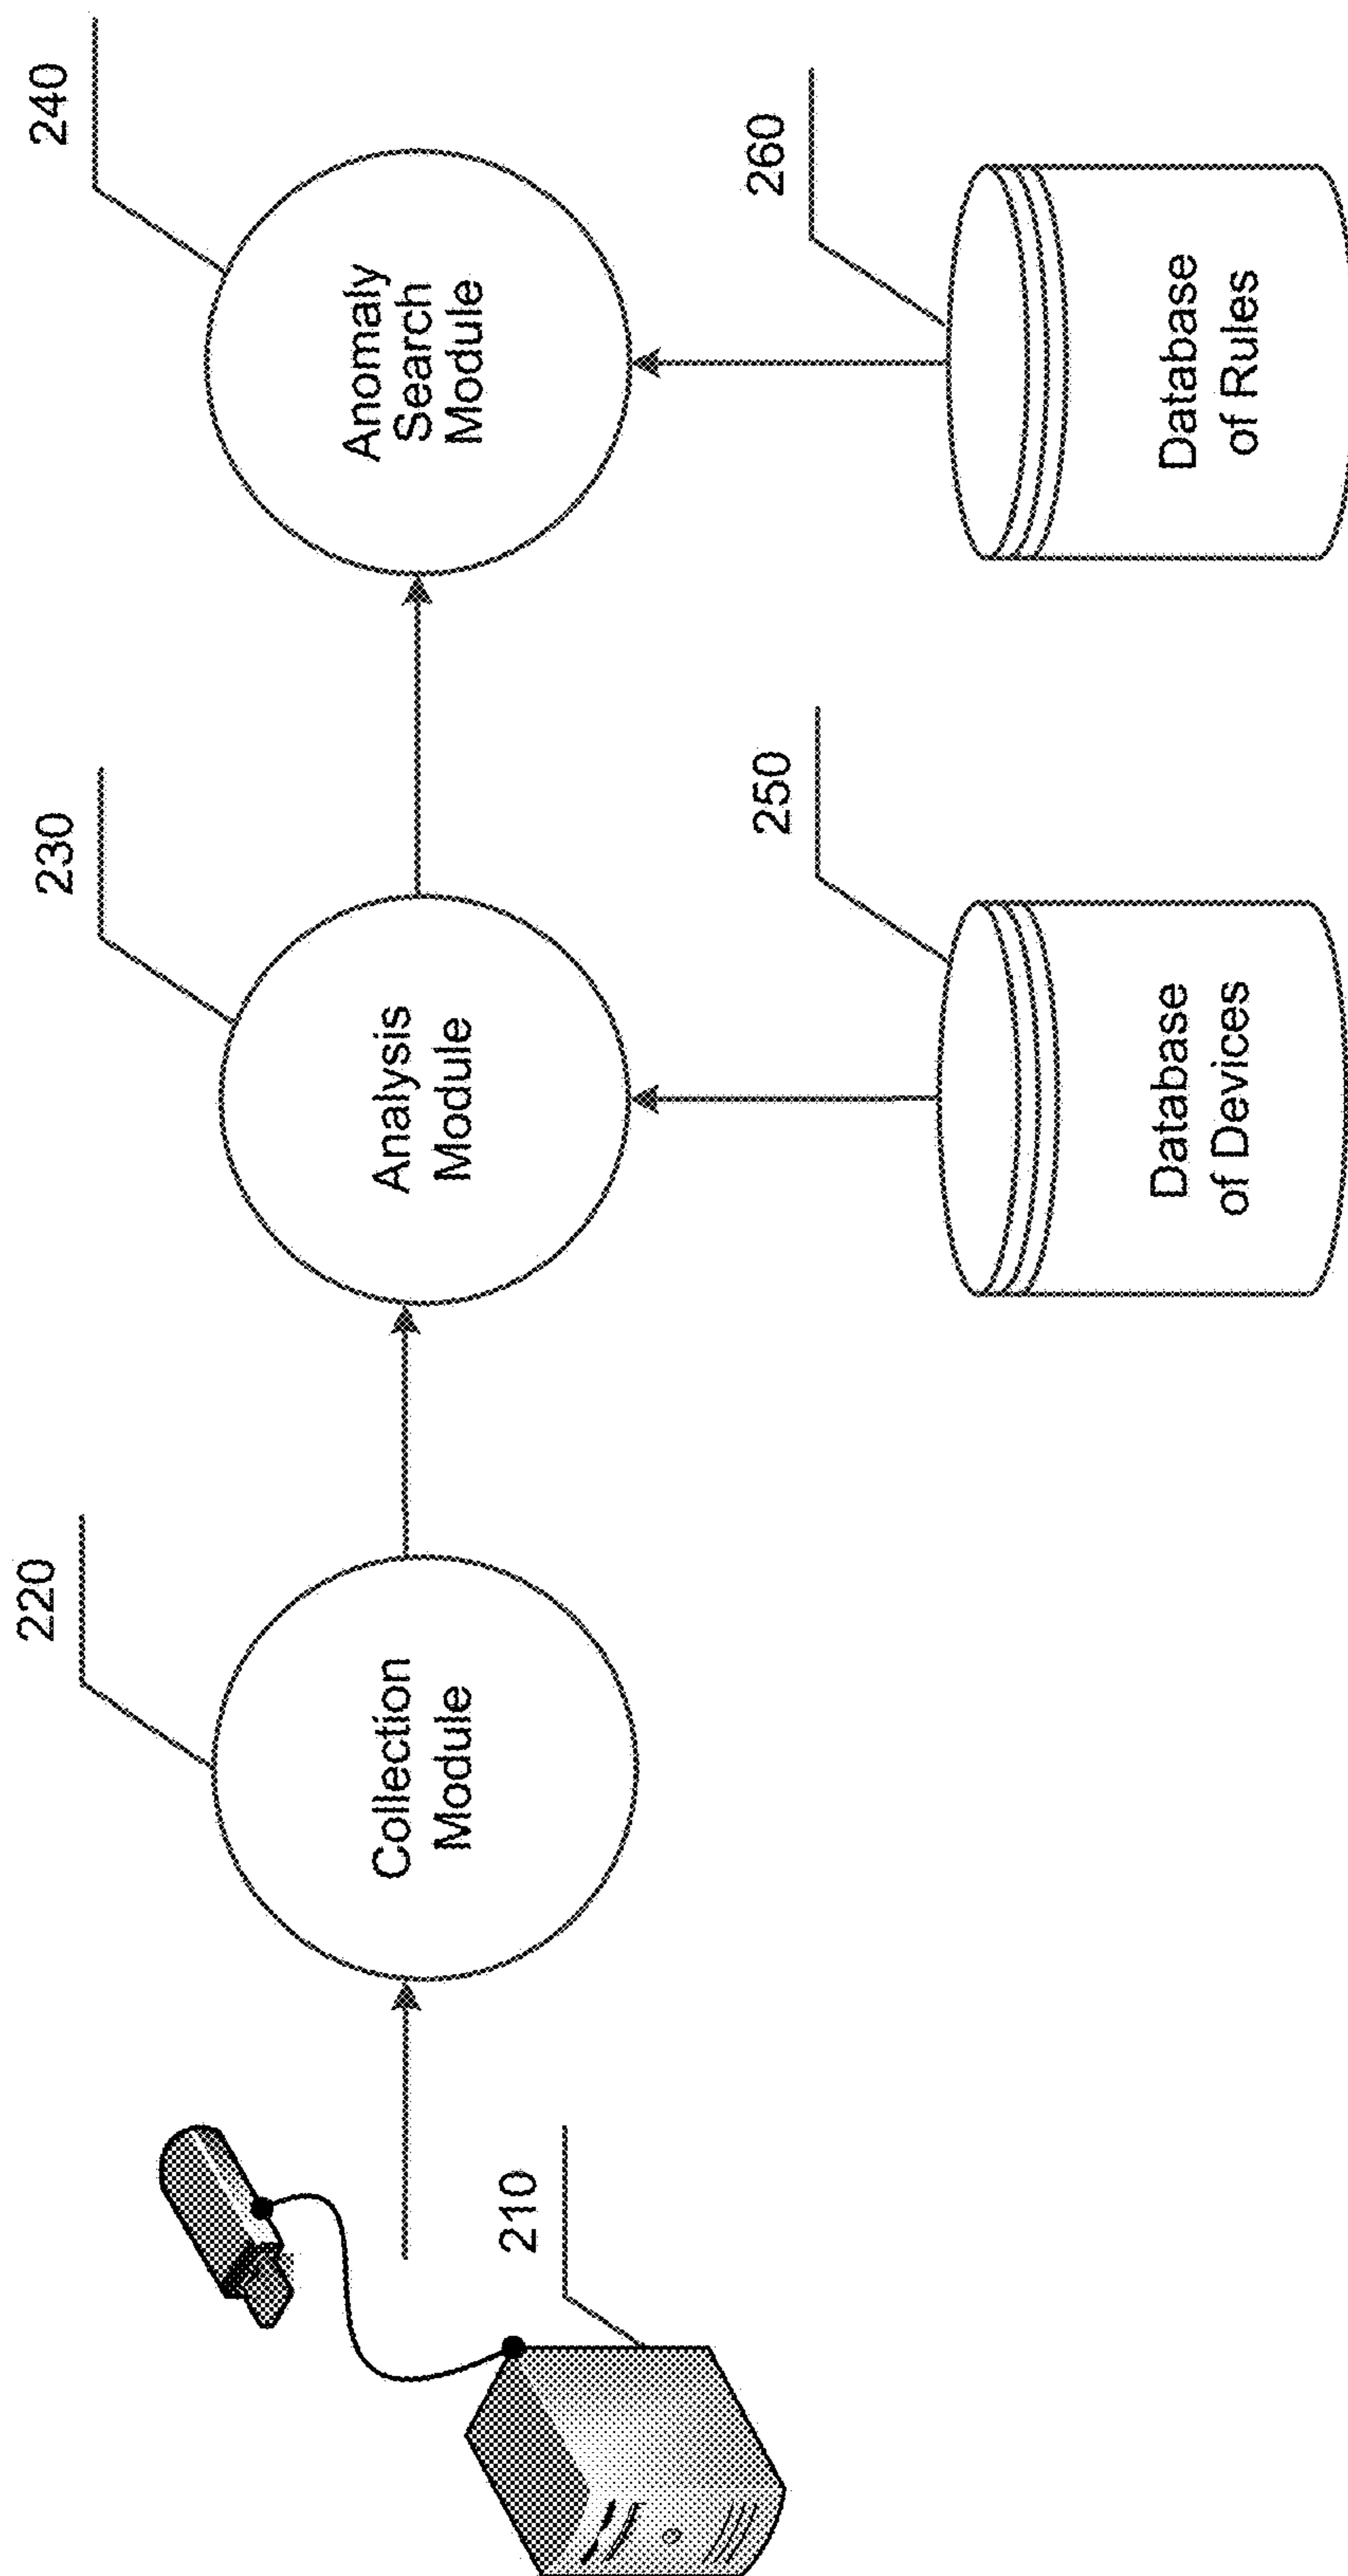 210
220
Collection
Module
230
Analysis
Module
240
Anomaly
Search
Module
250
Database
of Devices
260
Database
of Rules